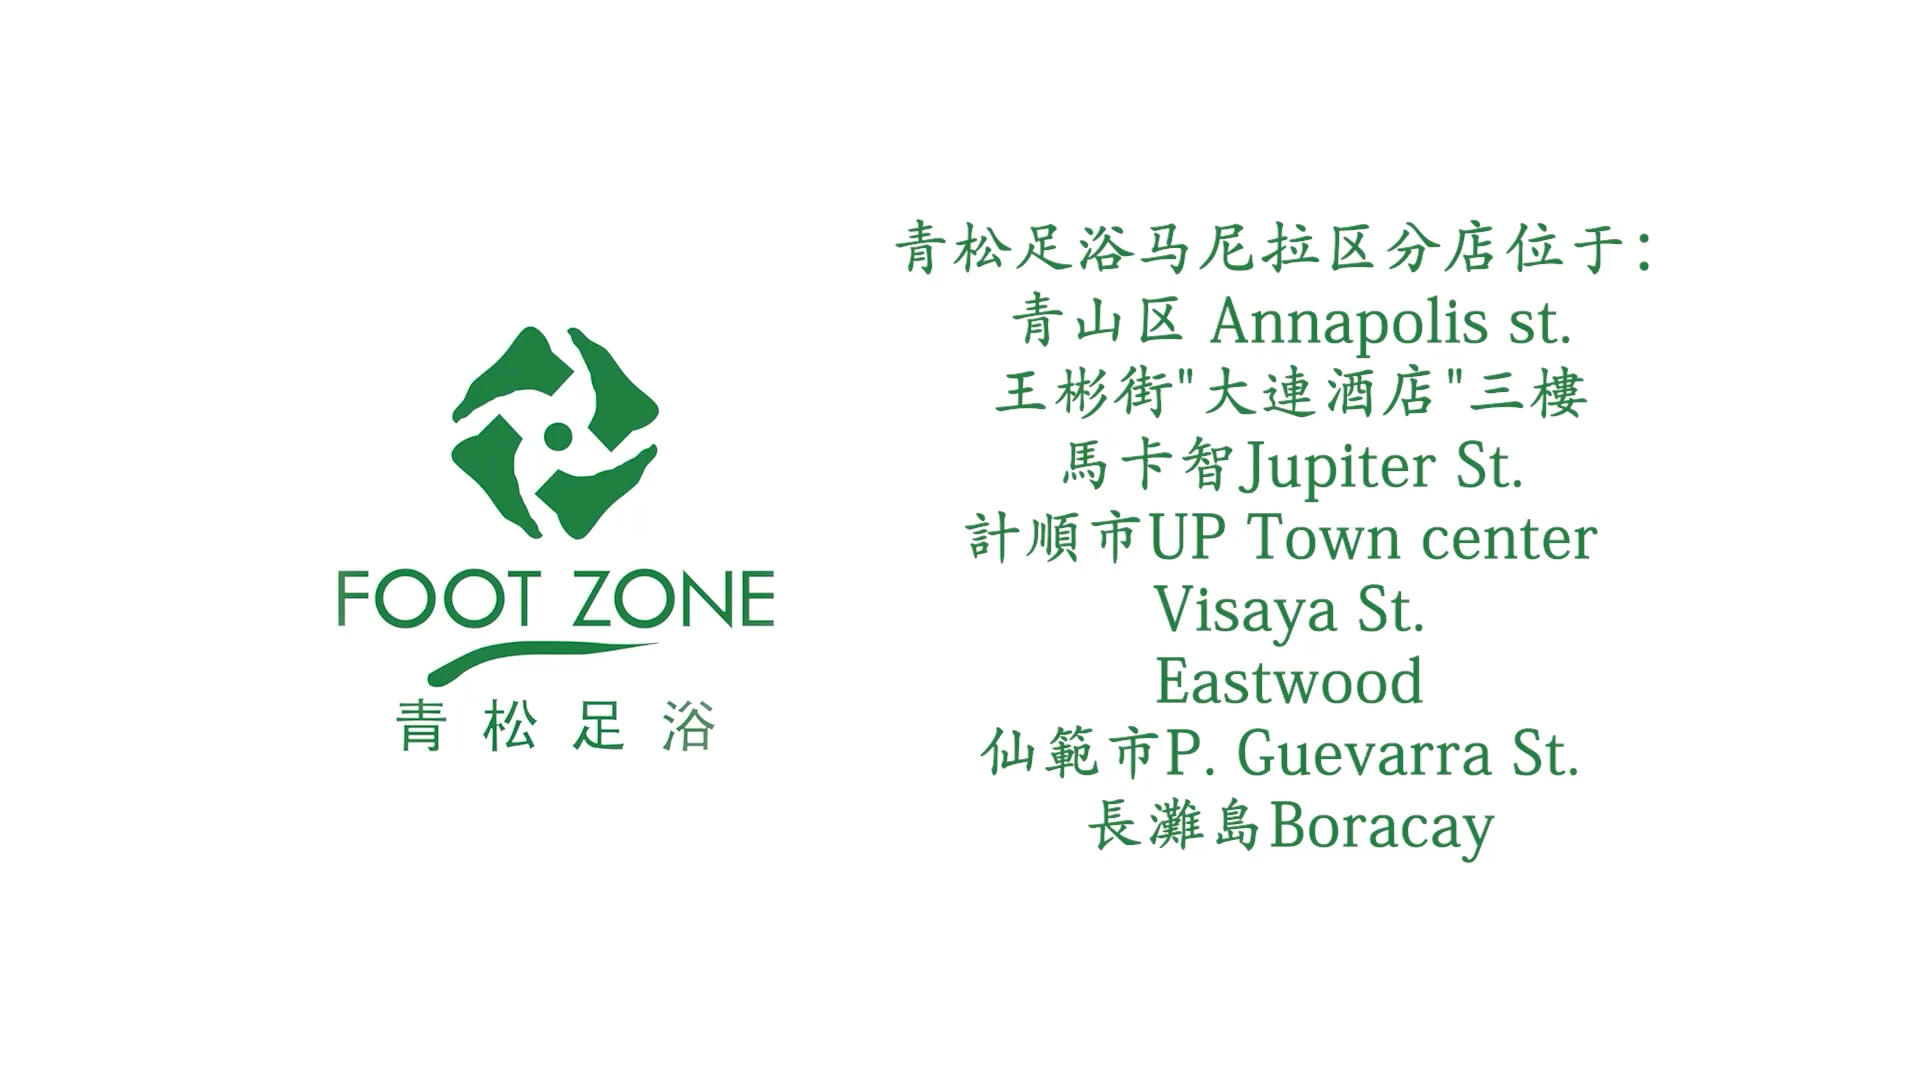 FOOT ZONE
青松足浴
青松足浴马尼拉区分店位于：
青山区 Annapolis st.
王彬街"大連酒店"三樓
馬卡智Jupiter St.
計順市UP Town center
Visaya St.
Eastwood
仙範市P. Guevarra St.
長灘島Boracay